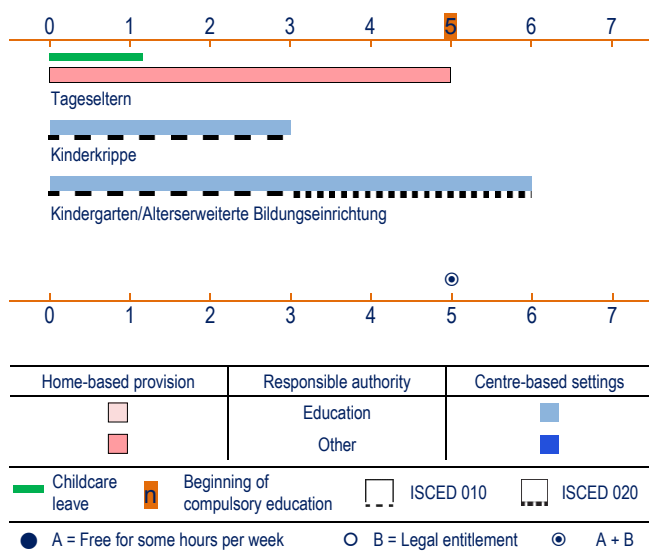 0 1 2 3 4 5 6 7
Tageseltern
Kinderkrippe
Kindergarten/Alterserweiterte Bildungseinrichtung
0 1 2 3 4 5 6 7
Home-based provision Responsible authority Centre-based settings
Education
Other
Childcare
leave
n
Beginning of
compulsory education
ISCED 010
ISCED 020
A = Free for some hours per week
B = Legal entitlement
A + B